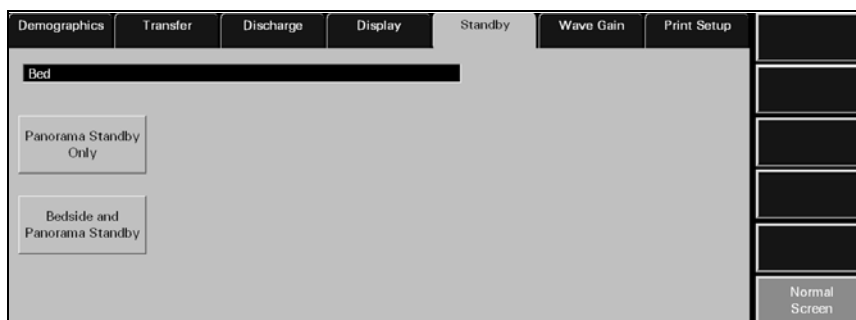 Demographics Transfer Discharge Display Standby Wave Gain Print Setup
Bed
Panorama Standby
Only
Bedside and
Panorama Standby
Normal
Screen